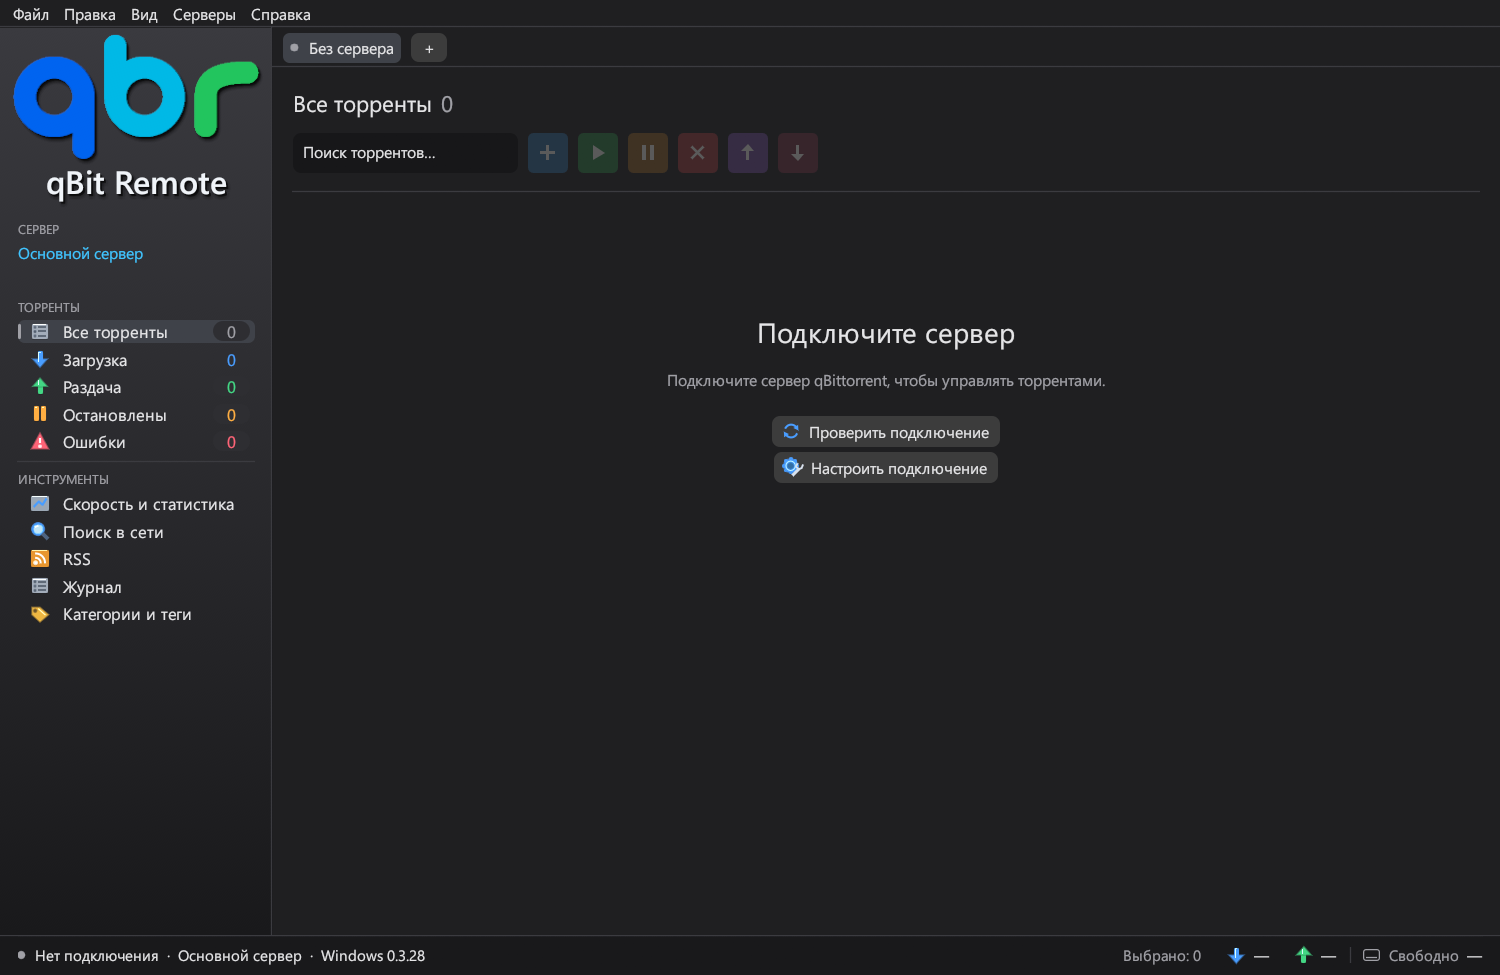 Файл Правка Вид Серверы Справка
qbr
qBit Remote
СЕРВЕР
Основной сервер
ТОРРЕНТЫ
Все торренты 0
Загрузка 0
Раздача 0
Остановлены 0
Ошибки 0
ИНСТРУМЕНТЫ
Скорость и статистика
Поиск в сети
RSS
Журнал
Категории и теги
Без сервера +
Все торренты 0
Поиск торрентов...
Подключите сервер
Подключите сервер qBittorrent, чтобы управлять торрентами.
Проверить подключение
Настроить подключение
Нет подключения · Основной сервер · Windows 0.3.28
Выбрано: 0 — — Свободно —